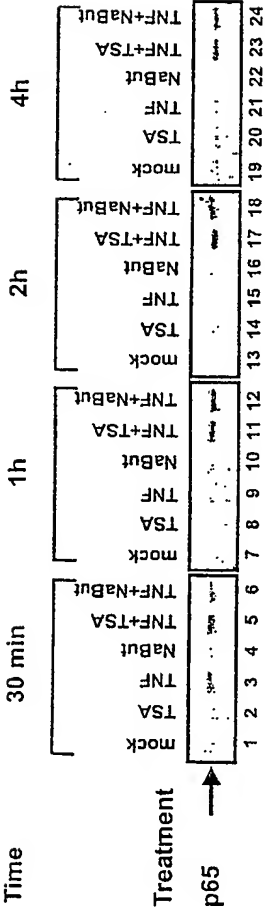 Time 30 min 1h 2h 4h
Treatment mock TSA TNF NaBut TNF+TSA TNF+NaBut mock TSA TNF NaBut TNF+TSA TNF+NaBut mock TSA TNF NaBut TNF+TSA TNF+NaBut mock TSA TNF NaBut TNF+TSA TNF+NaBut
p65
1 2 3 4 5 6 7 8 9 10 11 12 13 14 15 16 17 18 19 20 21 22 23 24